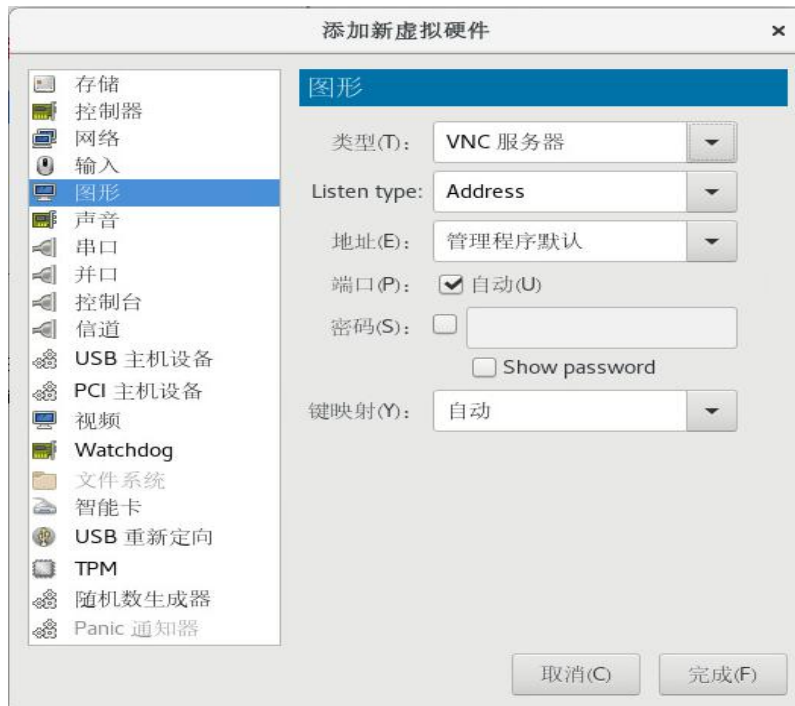 添加新虚拟硬件
存储
控制器
网络
输入
图形
声音
串口
并口
控制台
信道
USB 主机设备
PCI 主机设备
视频
Watchdog
文件系统
智能卡
USB 重新定向
TPM
随机数生成器
Panic 通知器
图形
类型(T): VNC 服务器
Listen type: Address
地址(E): 管理程序默认
端口(P): 自动(U)
密码(S):
Show password
键映射(Y): 自动
取消(C) 完成(F)